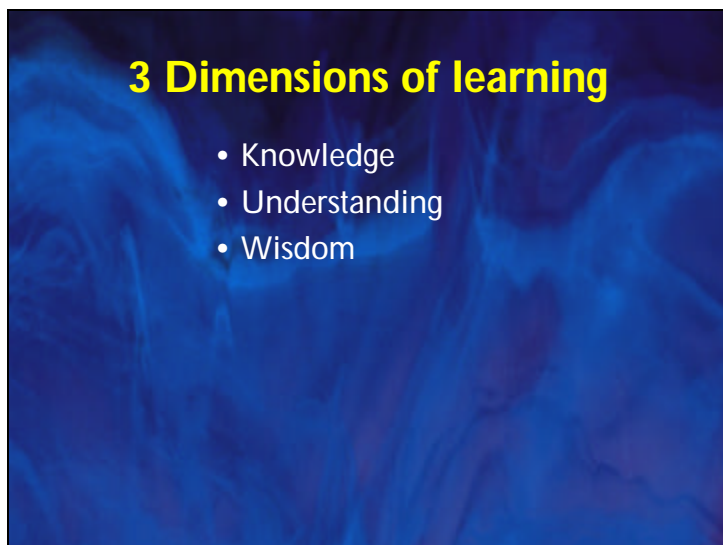 3 Dimensions of learning
• Knowledge
• Understanding
• Wisdom